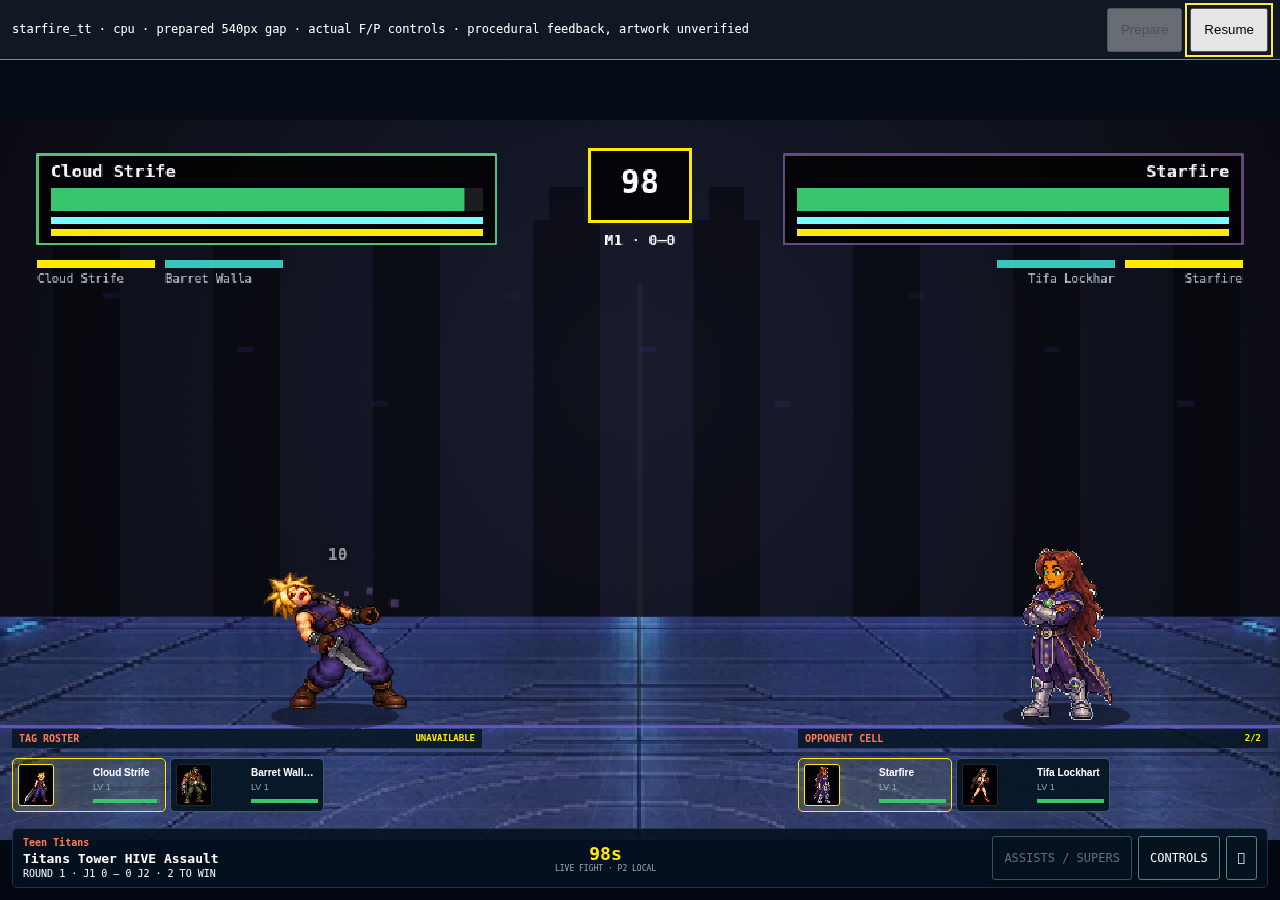 starfire_tt · cpu · prepared 540px gap · actual F/P controls · procedural feedback, artwork unverified
Prepare
Resume
Cloud Strife
98
Starfire
M1 · 0—0
Cloud Strife
Barret Walla
Tifa Lockhar
Starfire
10
TAG ROSTER
UNAVAILABLE
OPPONENT CELL
2/2
Cloud Strife
LV 1
Barret Wall...
LV 1
Starfire
LV 1
Tifa Lockhart
LV 1
Teen Titans
Titans Tower HIVE Assault
ROUND 1 · J1 0 — 0 J2 · 2 TO WIN
98s
LIVE FIGHT · P2 LOCAL
ASSISTS / SUPERS
CONTROLS